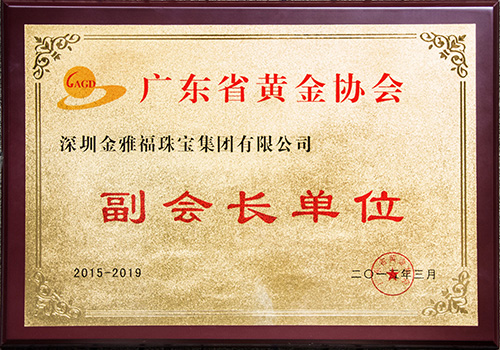 GAGD
广东省黄金协会
深圳金雅福珠宝集团有限公司
副会长单位
2015-2019 二〇一五年三月